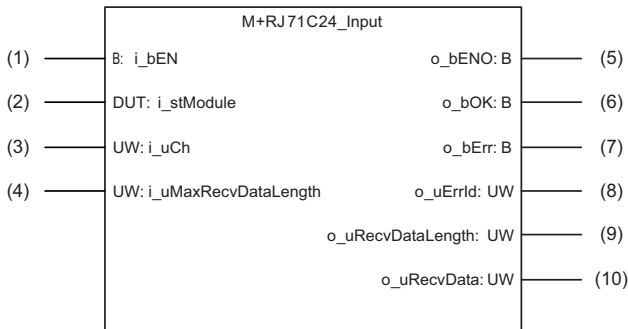 M+RJ71C24_Input
(1) B: i_bEN o_bENO: B (5)
(2) DUT: i_stModule o_bOK: B (6)
(3) UW: i_uCh o_bErr: B (7)
(4) UW: i_uMaxRecvDataLength o_uErrId: UW (8)
o_uRecvDataLength: UW (9)
o_uRecvData: UW (10)